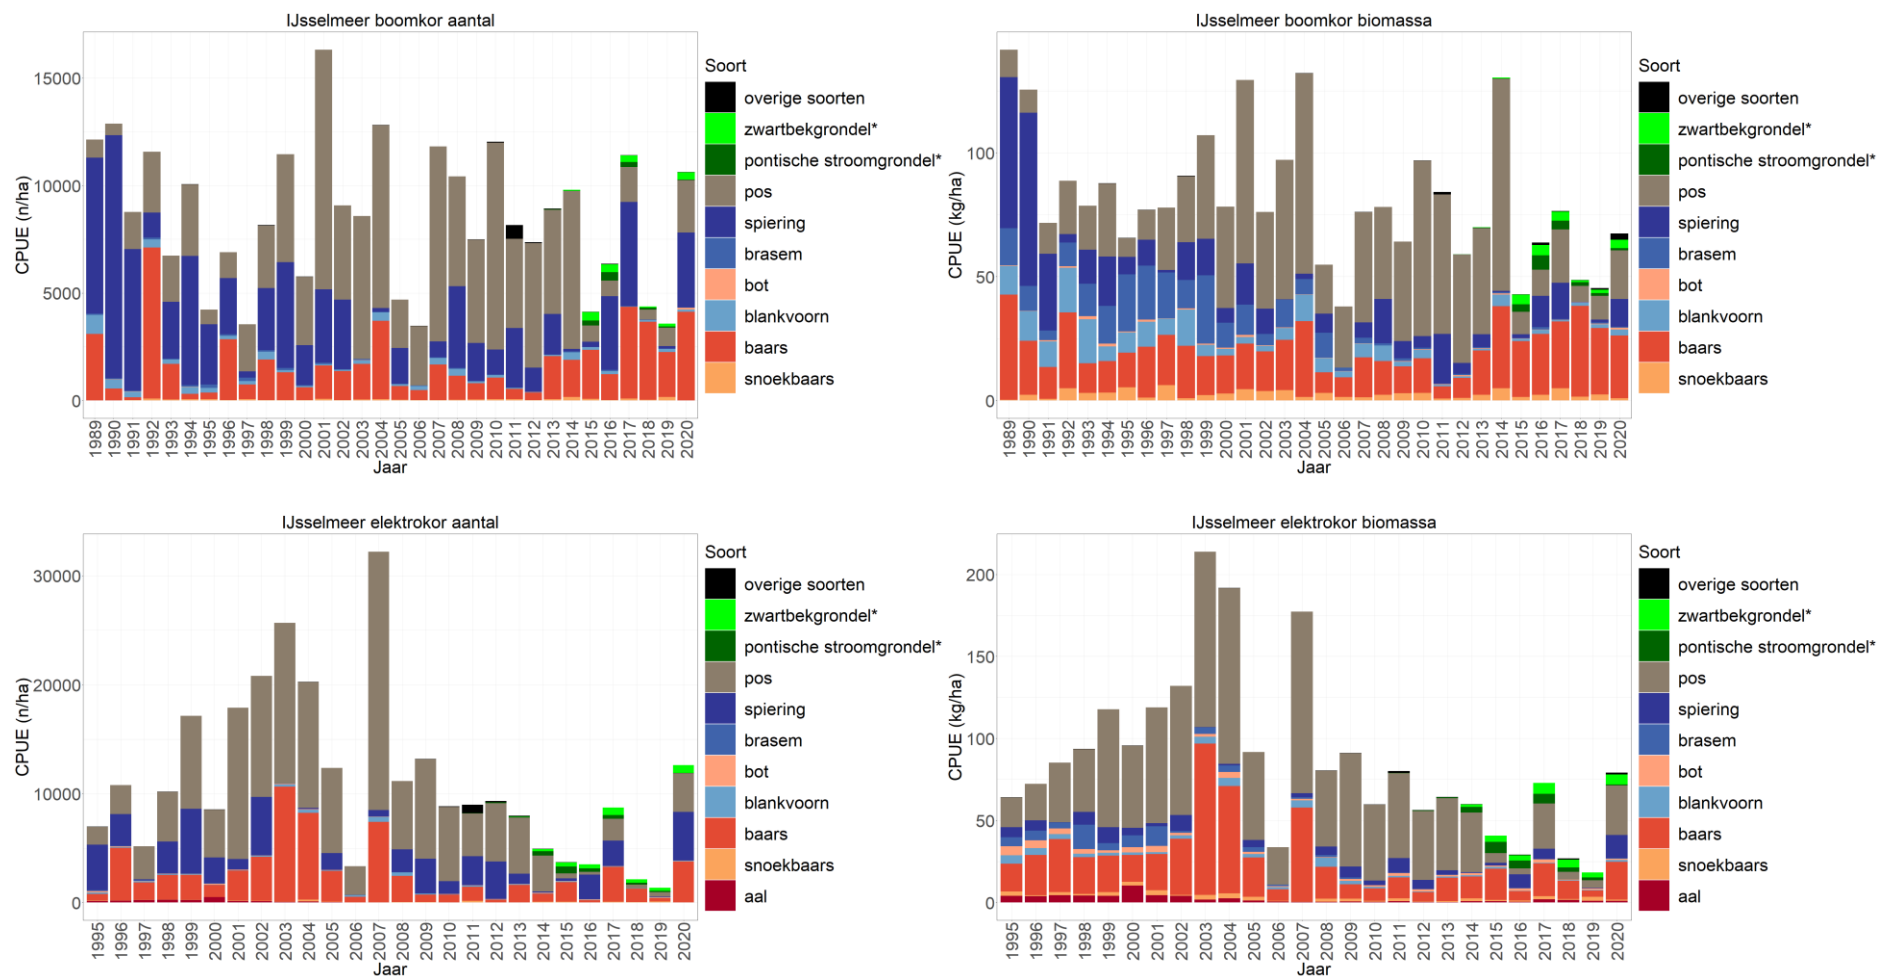 IJsselmeer boomkor aantal
CPUE (n/ha)
15000
10000
5000
0
1989 1990 1991 1992 1993 1994 1995 1996 1997 1998 1999 2000 2001 2002 2003 2004 2005 2006 2007 2008 2009 2010 2011 2012 2013 2014 2015 2016 2017 2018 2019 2020
Jaar
Soort
overige soorten
zwartbekgrondel*
pontische stroomgrondel*
pos
spiering
brasem
bot
blankvoorn
baars
snoekbaars
IJsselmeer boomkor biomassa
CPUE (kg/ha)
100
50
0
1989 1990 1991 1992 1993 1994 1995 1996 1997 1998 1999 2000 2001 2002 2003 2004 2005 2006 2007 2008 2009 2010 2011 2012 2013 2014 2015 2016 2017 2018 2019 2020
Jaar
Soort
overige soorten
zwartbekgrondel*
pontische stroomgrondel*
pos
spiering
brasem
bot
blankvoorn
baars
snoekbaars
IJsselmeer elektrokor aantal
CPUE (n/ha)
30000
20000
10000
0
1995 1996 1997 1998 1999 2000 2001 2002 2003 2004 2005 2006 2007 2008 2009 2010 2011 2012 2013 2014 2015 2016 2017 2018 2019 2020
Jaar
Soort
overige soorten
zwartbekgrondel*
pontische stroomgrondel*
pos
spiering
brasem
bot
blankvoorn
baars
snoekbaars
aal
IJsselmeer elektrokor biomassa
CPUE (kg/ha)
200
150
100
50
0
1995 1996 1997 1998 1999 2000 2001 2002 2003 2004 2005 2006 2007 2008 2009 2010 2011 2012 2013 2014 2015 2016 2017 2018 2019 2020
Jaar
Soort
overige soorten
zwartbekgrondel*
pontische stroomgrondel*
pos
spiering
brasem
bot
blankvoorn
baars
snoekbaars
aal